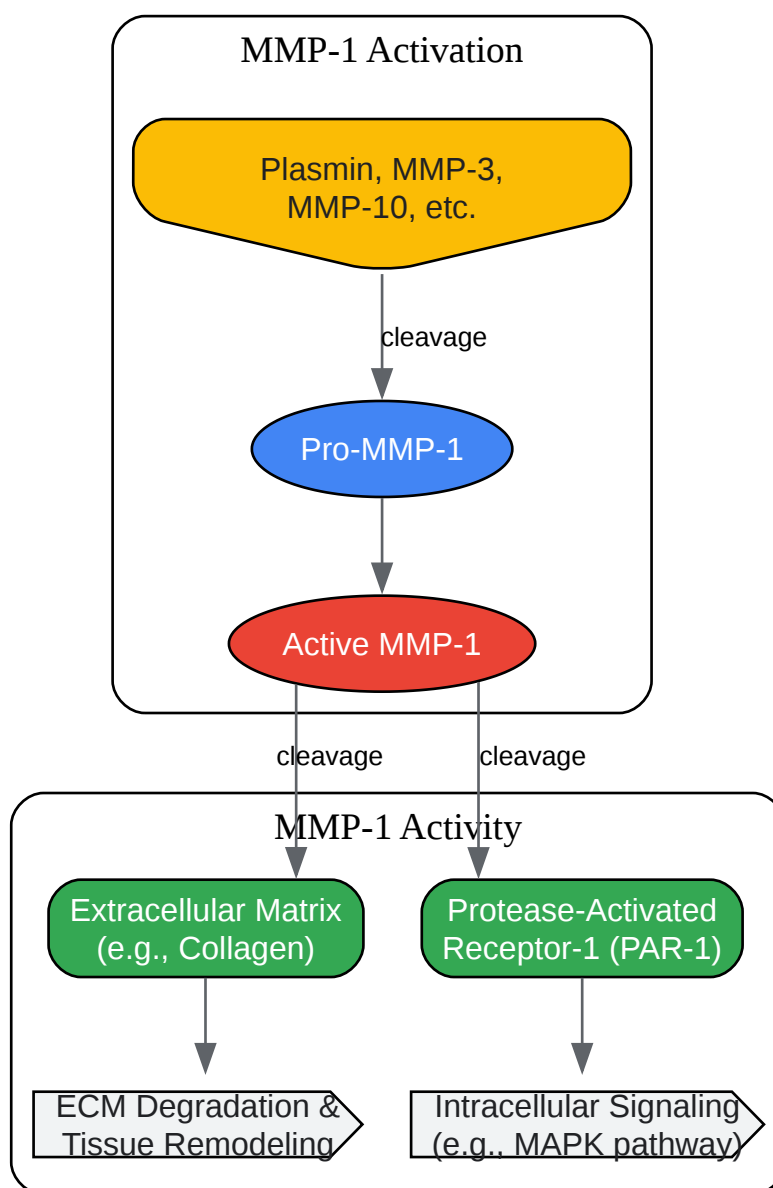 MMP-1 Activation
Plasmin, MMP-3,
MMP-10, etc.
cleavage
Pro-MMP-1
Active MMP-1
cleavage
cleavage
MMP-1 Activity
Extracellular Matrix
(e.g., Collagen)
Protease-Activated
Receptor-1 (PAR-1)
ECM Degradation &
Tissue Remodeling
Intracellular Signaling
(e.g., MAPK pathway)